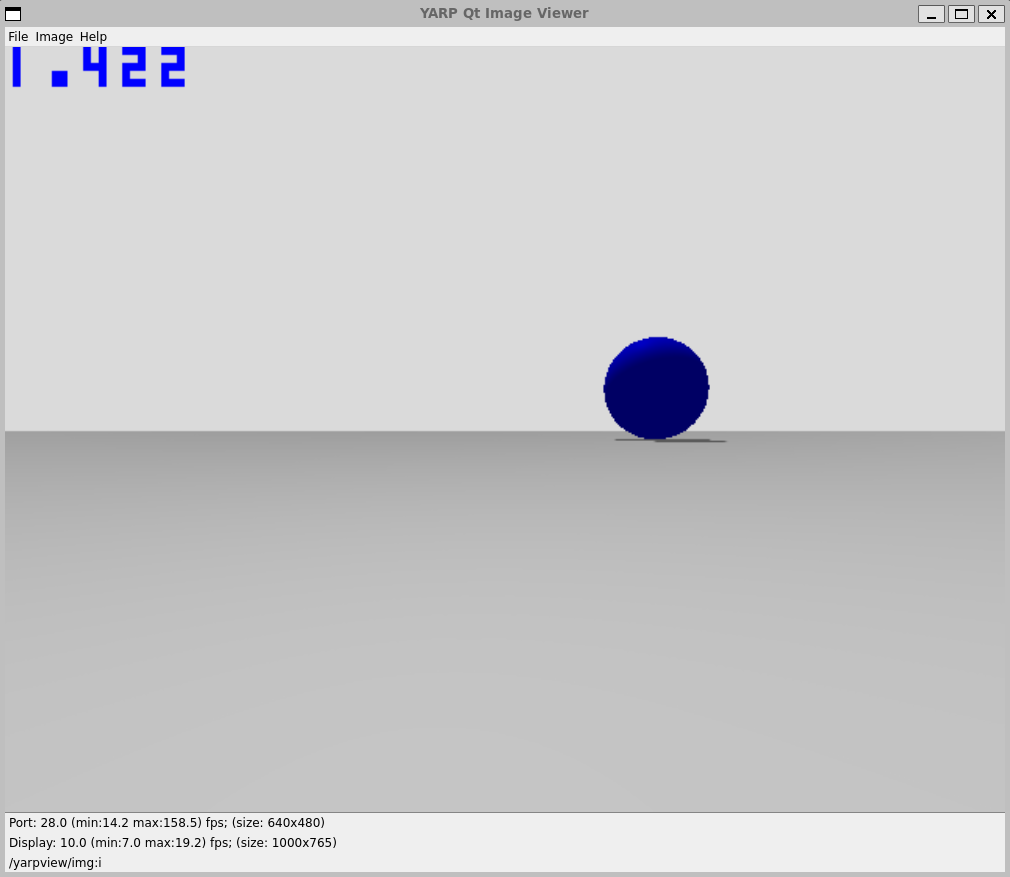 YARP Qt Image Viewer
File Image Help
1.422
Port: 28.0 (min:14.2 max:158.5) fps; (size: 640x480)
Display: 10.0 (min:7.0 max:19.2) fps; (size: 1000x765)
/yarpview/img:i